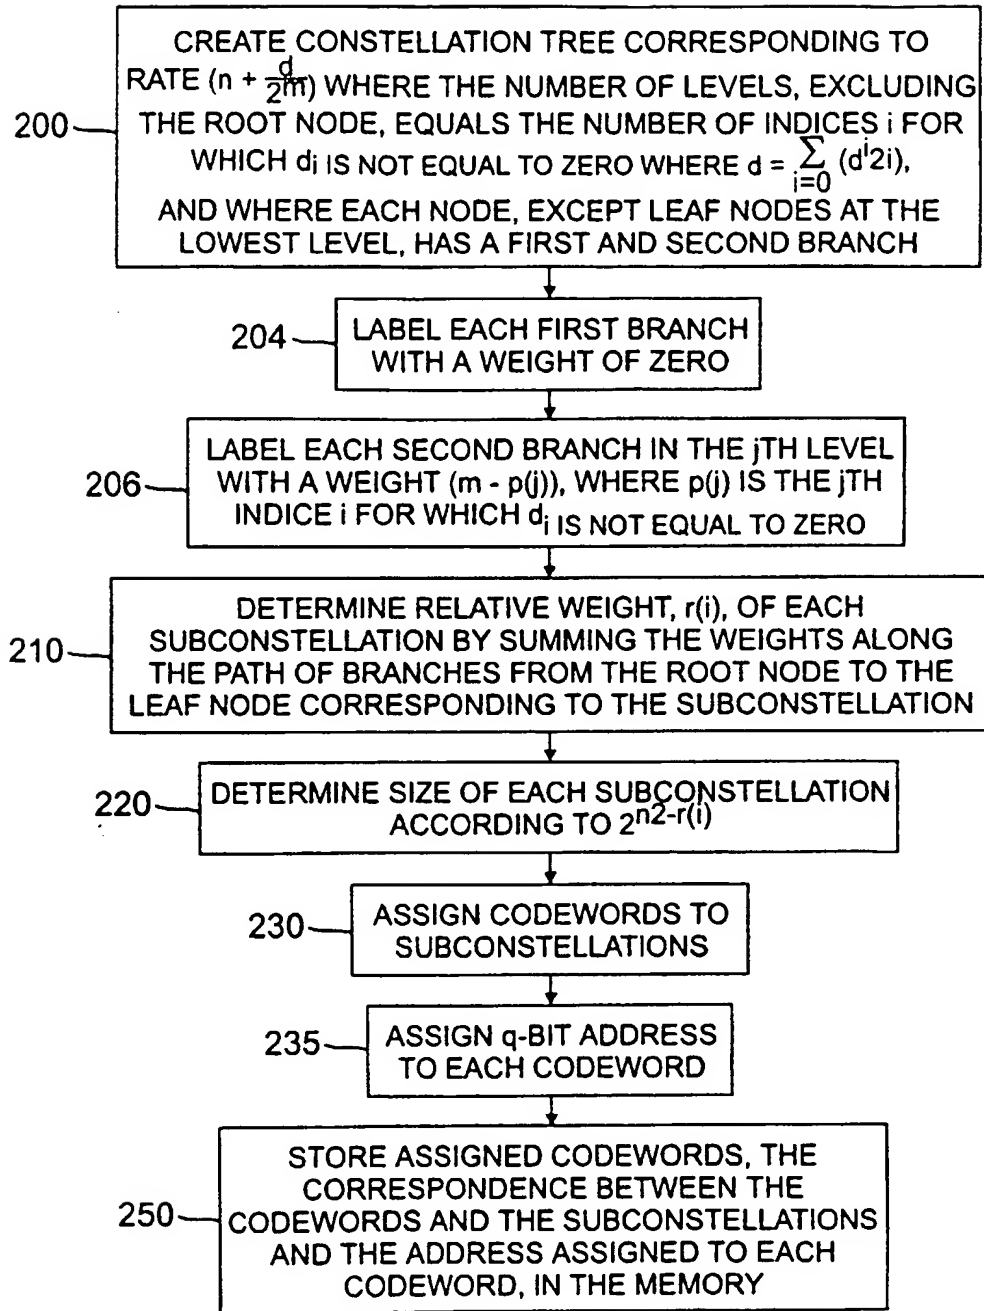 CREATE CONSTELLATION TREE CORRESPONDING TO
RATE (n + d/2m) WHERE THE NUMBER OF LEVELS, EXCLUDING
200
THE ROOT NODE, EQUALS THE NUMBER OF INDICES i FOR
WHICH di IS NOT EQUAL TO ZERO WHERE d = Σ i=0 (d^i2i),
AND WHERE EACH NODE, EXCEPT LEAF NODES AT THE
LOWEST LEVEL, HAS A FIRST AND SECOND BRANCH
204
LABEL EACH FIRST BRANCH
WITH A WEIGHT OF ZERO
206
LABEL EACH SECOND BRANCH IN THE jTH LEVEL
WITH A WEIGHT (m - p(j)), WHERE p(j) IS THE jTH
INDICE i FOR WHICH di IS NOT EQUAL TO ZERO
210
DETERMINE RELATIVE WEIGHT, r(i), OF EACH
SUBCONSTELLATION BY SUMMING THE WEIGHTS ALONG
THE PATH OF BRANCHES FROM THE ROOT NODE TO THE
LEAF NODE CORRESPONDING TO THE SUBCONSTELLATION
220
DETERMINE SIZE OF EACH SUBCONSTELLATION
ACCORDING TO 2^n2-r(i)
230
ASSIGN CODEWORDS TO
SUBCONSTELLATIONS
235
ASSIGN q-BIT ADDRESS
TO EACH CODEWORD
250
STORE ASSIGNED CODEWORDS, THE
CORRESPONDENCE BETWEEN THE
CODEWORDS AND THE SUBCONSTELLATIONS
AND THE ADDRESS ASSIGNED TO EACH
CODEWORD, IN THE MEMORY